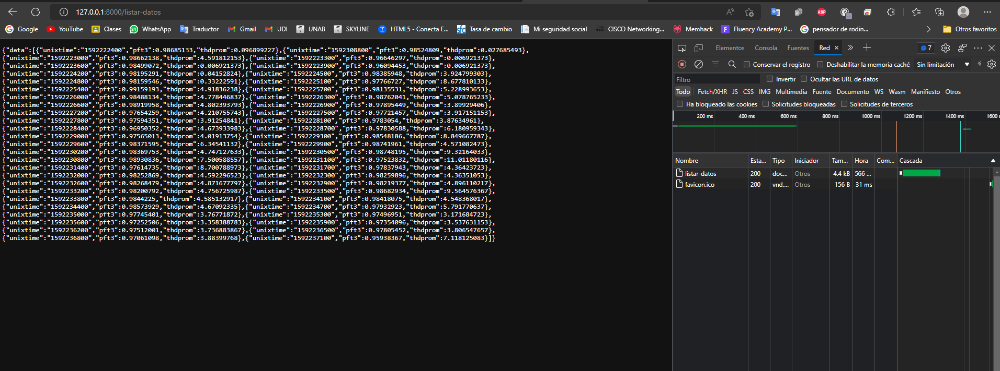 127.0.0.1:8000/listar-datos
Google YouTube Clases WhatsApp Traductor Gmail UDI UNAB SKYLINE HTML5 - Conecta E... Tasa de cambio Mi seguridad social CISCO Networking... Memhack Fluency Academy P... pensador de rodin... Otros favoritos
{"data":[{"unixtime":"1592222400","pft3":0.98685133,"thdprom":0.096899227},{"unixtime":"1592308800","pft3":0.98524809,"thdprom":0.027685493},
{"unixtime":"1592223000","pft3":0.98662138,"thdprom":4.591812153},{"unixtime":"1592223300","pft3":0.96646297,"thdprom":0.006921373},
{"unixtime":"1592223600","pft3":0.98499072,"thdprom":0.006921373},{"unixtime":"1592223900","pft3":0.96094453,"thdprom":0.006921373},
{"unixtime":"1592224200","pft3":0.98195291,"thdprom":0.04152824},{"unixtime":"1592224500","pft3":0.98385948,"thdprom":3.924799303},
{"unixtime":"1592224800","pft3":0.98159546,"thdprom":0.33222591},{"unixtime":"1592225100","pft3":0.97766727,"thdprom":8.677810133},
{"unixtime":"1592225400","pft3":0.99159193,"thdprom":4.91836238},{"unixtime":"1592225700","pft3":0.98135531,"thdprom":5.228993653},
{"unixtime":"1592226000","pft3":0.98488134,"thdprom":4.778446837},{"unixtime":"1592226300","pft3":0.98762041,"thdprom":5.078765233},
{"unixtime":"1592226600","pft3":0.98919958,"thdprom":4.802393793},{"unixtime":"1592226900","pft3":0.97895449,"thdprom":3.89929406},
{"unixtime":"1592227200","pft3":0.97654259,"thdprom":4.210755743},{"unixtime":"1592227500","pft3":0.97721457,"thdprom":3.917151153},
{"unixtime":"1592227800","pft3":0.97594351,"thdprom":3.91254841},{"unixtime":"1592228100","pft3":0.9783054,"thdprom":3.87634961},
{"unixtime":"1592228400","pft3":0.96950352,"thdprom":4.673933983},{"unixtime":"1592228700","pft3":0.97830588,"thdprom":6.180959343},
{"unixtime":"1592229000","pft3":0.97565013,"thdprom":4.01913754},{"unixtime":"1592229300","pft3":0.98548186,"thdprom":8.849667787},
{"unixtime":"1592229600","pft3":0.98371595,"thdprom":6.34541132},{"unixtime":"1592229900","pft3":0.98741961,"thdprom":4.571082473},
{"unixtime":"1592230200","pft3":0.98369753,"thdprom":4.747127633},{"unixtime":"1592230500","pft3":0.98748195,"thdprom":9.32164033},
{"unixtime":"1592230800","pft3":0.98930836,"thdprom":7.500588557},{"unixtime":"1592231100","pft3":0.97523832,"thdprom":11.01180116},
{"unixtime":"1592231400","pft3":0.97614735,"thdprom":8.700788973},{"unixtime":"1592231700","pft3":0.97837943,"thdprom":4.36423723},
{"unixtime":"1592232000","pft3":0.98252869,"thdprom":4.592296523},{"unixtime":"1592232300","pft3":0.98259896,"thdprom":4.36351053},
{"unixtime":"1592232600","pft3":0.98268479,"thdprom":4.871677797},{"unixtime":"1592232900","pft3":0.98219377,"thdprom":4.896110217},
{"unixtime":"1592233200","pft3":0.98200792,"thdprom":4.756725987},{"unixtime":"1592233500","pft3":0.98682934,"thdprom":9.564576367},
{"unixtime":"1592233800","pft3":0.9844225,"thdprom":4.585132917},{"unixtime":"1592234100","pft3":0.98418075,"thdprom":4.548368017},
{"unixtime":"1592234400","pft3":0.98573929,"thdprom":4.67092335},{"unixtime":"1592234700","pft3":0.97932923,"thdprom":5.791770637},
{"unixtime":"1592235000","pft3":0.97745401,"thdprom":3.76771872},{"unixtime":"1592235300","pft3":0.97496951,"thdprom":3.171684723},
{"unixtime":"1592235600","pft3":0.97252506,"thdprom":3.358388783},{"unixtime":"1592235900","pft3":0.97354096,"thdprom":3.537631153},
{"unixtime":"1592236200","pft3":0.97512001,"thdprom":3.736883867},{"unixtime":"1592236500","pft3":0.97805452,"thdprom":3.806547657},
{"unixtime":"1592236800","pft3":0.97061098,"thdprom":3.88399768},{"unixtime":"1592237100","pft3":0.95938367,"thdprom":7.118125083}]}
Elementos Consola Fuentes Red 7
Conservar el registro Deshabilitar la memoria caché Sin limitación
Filtro Invertir Ocultar las URL de datos
Todo Fetch/XHR JS CSS IMG Multimedia Fuente Documento WS Wasm Manifiesto Otros
Ha bloqueado las cookies Solicitudes bloqueadas Solicitudes de terceros
200 ms 400 ms 600 ms 800 ms 1000 ms 1200 ms 1400 ms 1600
Nombre Esta... Tipo Iniciador Tam... Hora Com... Cascada
listar-datos 200 doc... Otros 4.4 kB 566 ...
favicon.ico 200 vnd.... Otros 156 B 31 ms